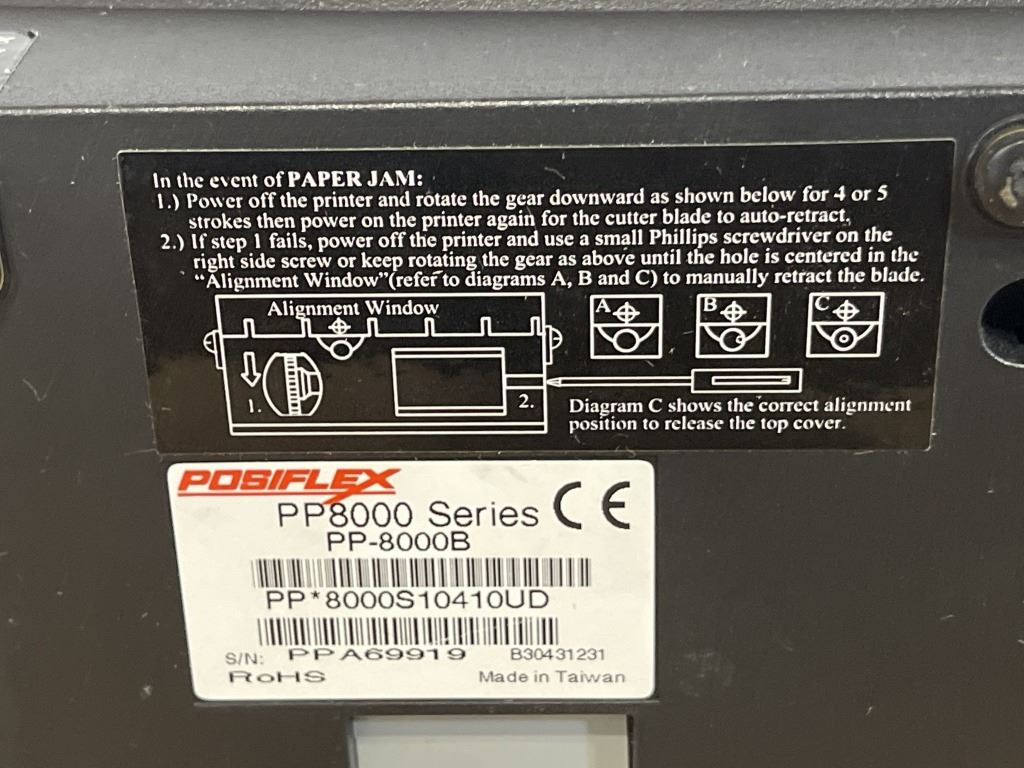 In the event of PAPER JAM:
1.) Power off the printer and rotate the gear downward as shown below for 4 or 5
strokes then power on the printer again for the cutter blade to auto-retract,
2.) If step 1 fails, power off the printer and use a small Phillips screwdriver on the
right side screw or keep rotating the gear as above until the hole is centered in the
“Alignment Window”(refer to diagrams A, B and C) to manually retract the blade.
Alignment Window
A B C
1.
2.
Diagram C shows the correct alignment
position to release the top cover.
POSIFLEX
PP8000 Series CE
PP-8000B
PP*8000S10410UD
S/N: PPA69919 B30431231
RoHS Made in Taiwan